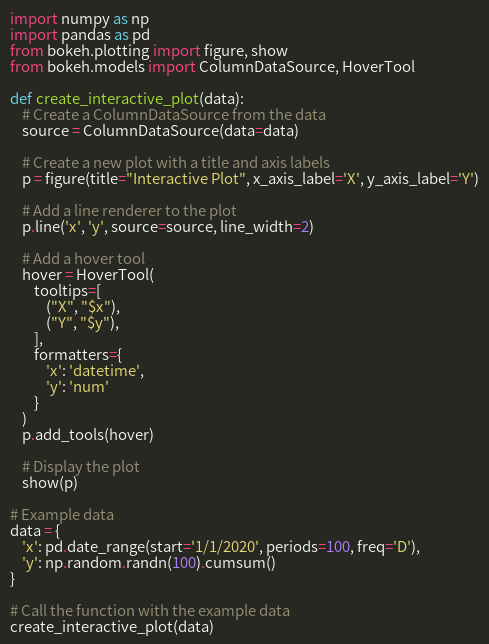 import numpy as np
import pandas as pd
from bokeh.plotting import figure, show
from bokeh.models import ColumnDataSource, HoverTool

def create_interactive_plot(data):
    # Create a ColumnDataSource from the data
    source = ColumnDataSource(data=data)

    # Create a new plot with a title and axis labels
    p = figure(title="Interactive Plot", x_axis_label='X', y_axis_label='Y')

    # Add a line renderer to the plot
    p.line('x', 'y', source=source, line_width=2)

    # Add a hover tool
    hover = HoverTool(
        tooltips=[
            ("X", "$x"),
            ("Y", "$y"),
        ],
        formatters={
            'x': 'datetime',
            'y': 'num'
        }
    )
    p.add_tools(hover)

    # Display the plot
    show(p)

# Example data
data = {
    'x': pd.date_range(start='1/1/2020', periods=100, freq='D'),
    'y': np.random.randn(100).cumsum()
}

# Call the function with the example data
create_interactive_plot(data)